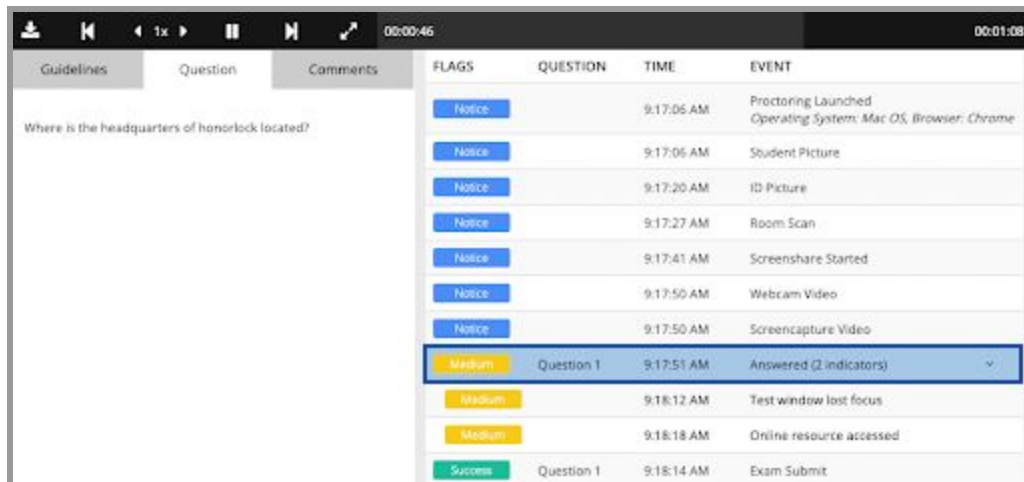 1x 00:00:46 00:01:08
Guidelines Question Comments
Where is the headquarters of honorlock located?
FLAGS QUESTION TIME EVENT
Notice 9:17:06 AM Proctoring Launched
Operating System: Mac OS, Browser: Chrome
Notice 9:17:06 AM Student Picture
Notice 9:17:20 AM ID Picture
Notice 9:17:27 AM Room Scan
Notice 9:17:41 AM Screenshare Started
Notice 9:17:50 AM Webcam Video
Notice 9:17:50 AM Screencapture Video
Medium Question 1 9:17:51 AM Answered (2 indicators)
Medium 9:18:12 AM Test window lost focus
Medium 9:18:18 AM Online resource accessed
Success Question 1 9:18:14 AM Exam Submit